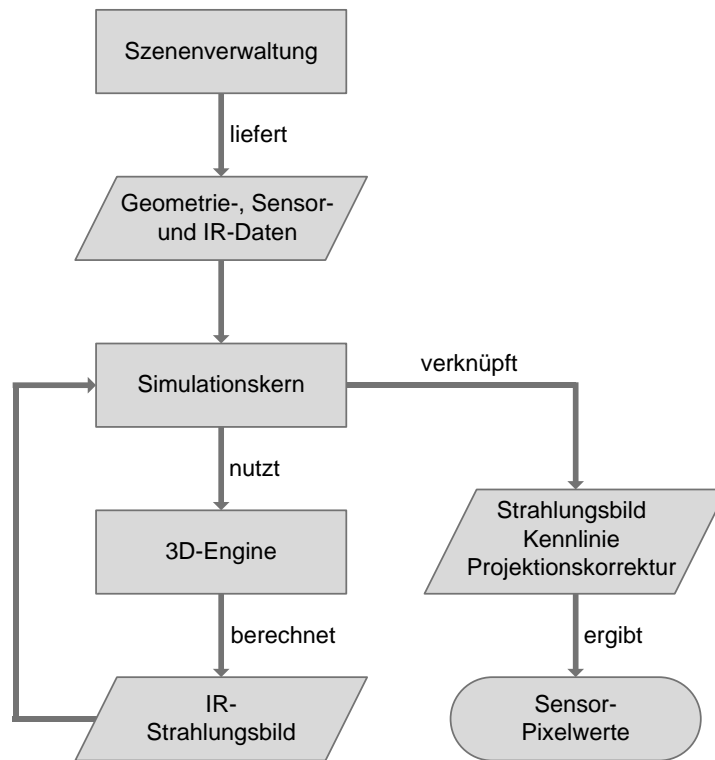 Szenenverwaltung
liefert
Geometrie-, Sensor-
und IR-Daten
Simulationskern
verknüpft
nutzt
3D-Engine
berechnet
IR-
Strahlungsbild
Strahlungsbild
Kennlinie
Projektionskorrektur
ergibt
Sensor-
Pixelwerte